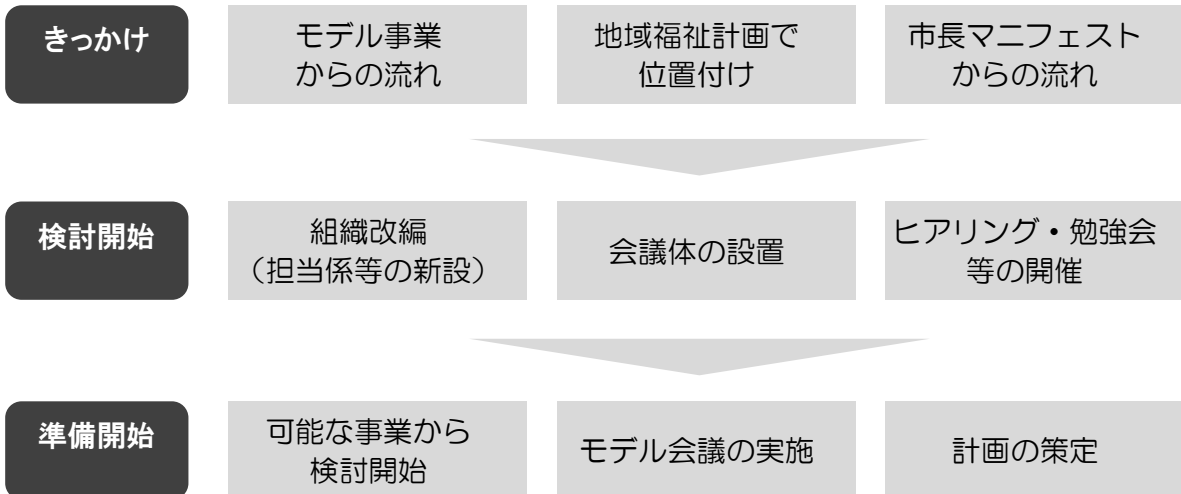 きっかけ
モデル事業
からの流れ
地域福祉計画で
位置付け
市長マニフェスト
からの流れ
検討開始
組織改編
（担当係等の新設）
会議体の設置
ヒアリング・勉強会
等の開催
準備開始
可能な事業から
検討開始
モデル会議の実施
計画の策定